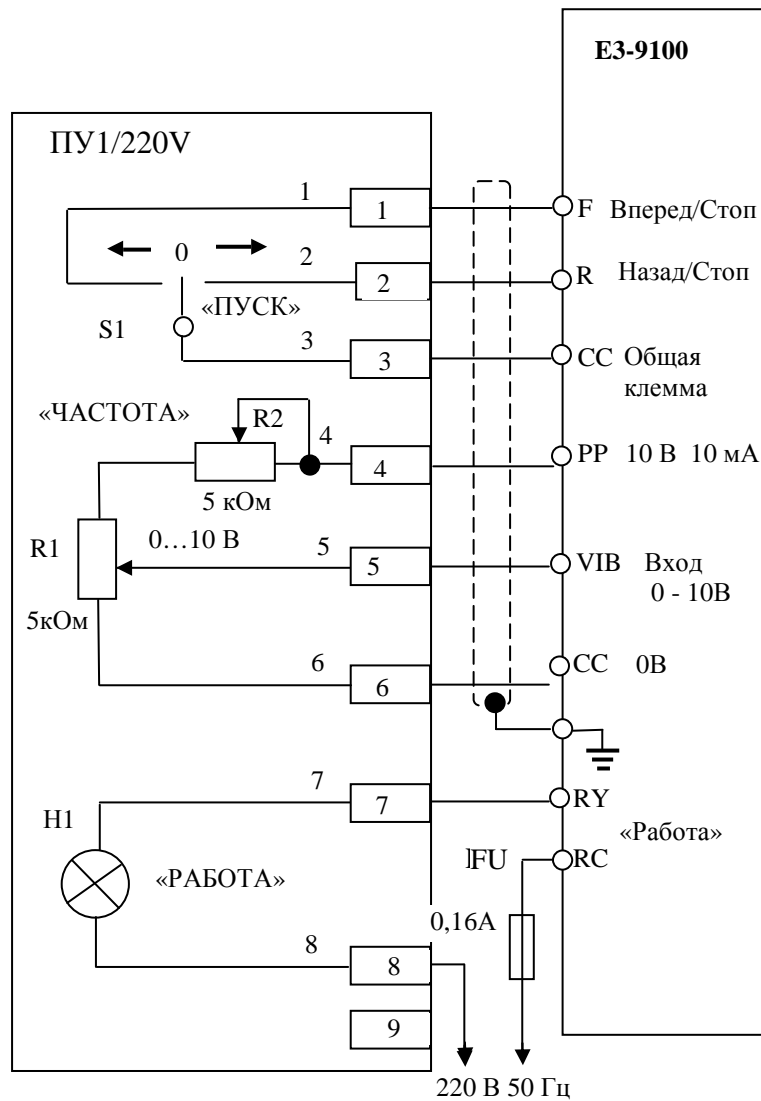 E3-9100
ПУ1/220V
1
1
F Вперед/Стоп
0
2
2
R Назад/Стоп
«ПУСК»
S1
3
3
CC Общая
клемма
«ЧАСТОТА»
R2
4
4
PP 10 В 10 мА
5 кОм
R1
0…10 В
5
5
VIB Вход
0 - 10В
5кОм
6
6
CC 0В
7
7
RY
H1
«Работа»
FU
RC
«РАБОТА»
0,16А
8
8
9
220 В 50 Гц